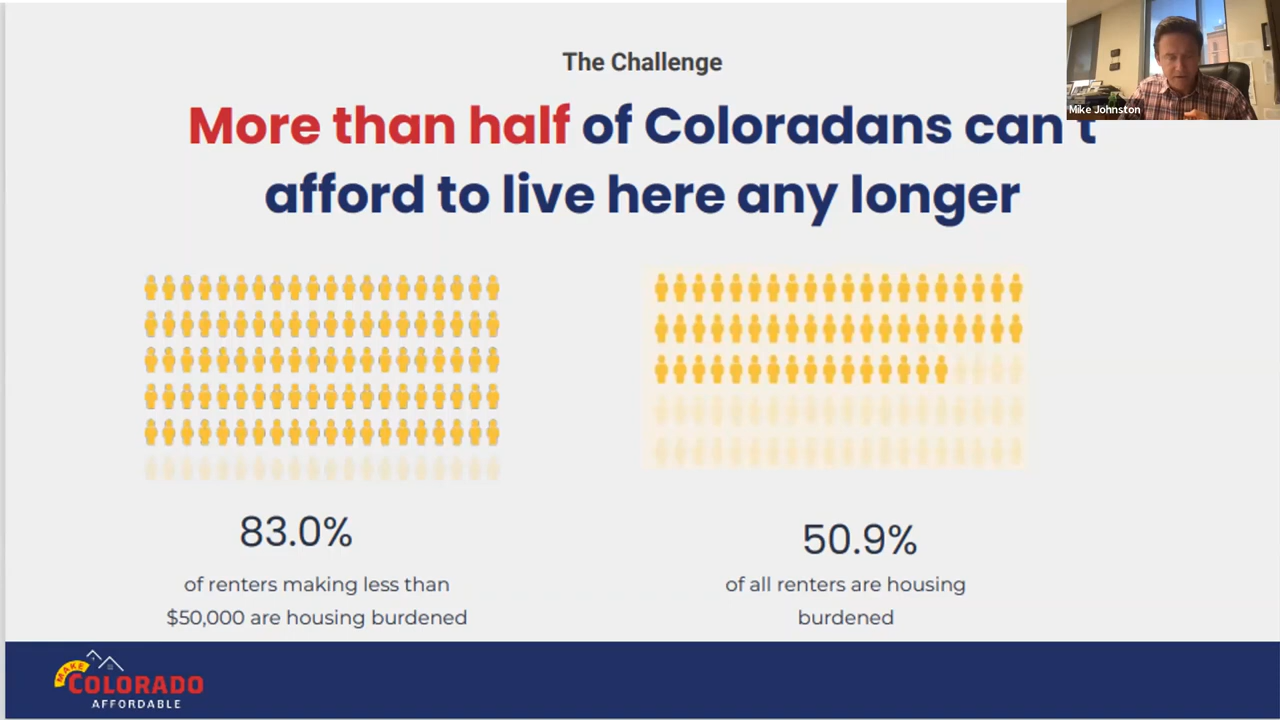 The Challenge
More than half of Coloradans can't
afford to live here any longer
Mike Johnston
83.0%
of renters making less than
$50,000 are housing burdened
50.9%
of all renters are housing
burdened
MAKE
COLORADO
AFFORDABLE